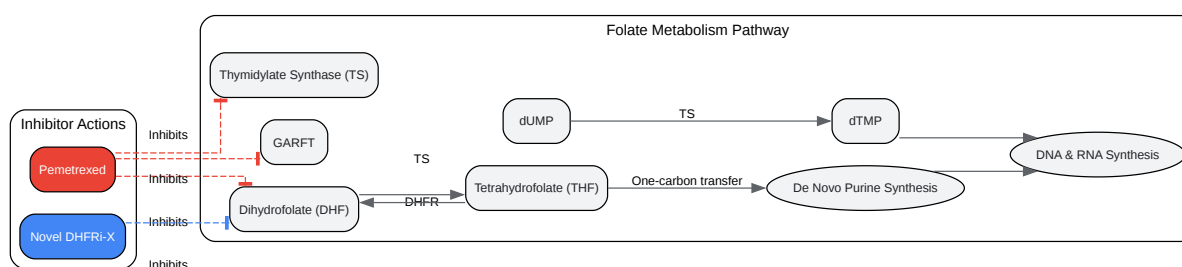 Folate Metabolism Pathway
Thymidylate Synthase (TS)
Inhibitor Actions
Inhibits
dUMP
TS
dTMP
GARFT
DNA & RNA Synthesis
Pemetrexed
TS
Inhibits
Tetrahydrofolate (THF)
One-carbon transfer
De Novo Purine Synthesis
DHFR
Dihydrofolate (DHF)
Inhibits
Novel DHFRi-X
Inhibits